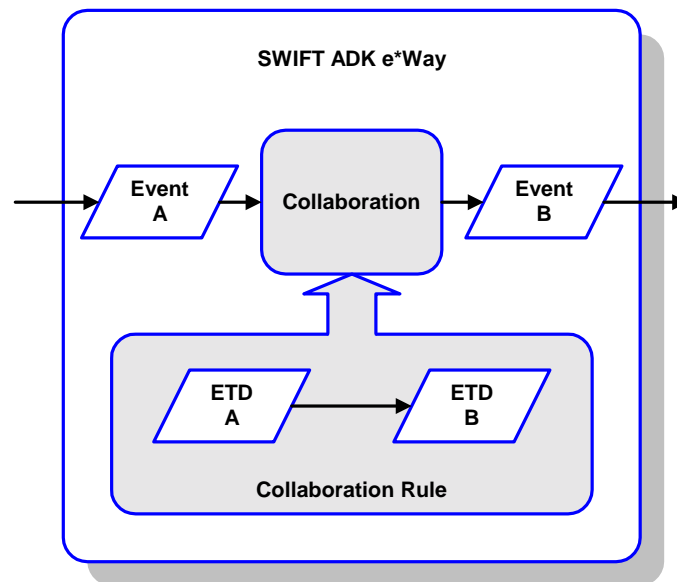 SWIFT ADK e*Way
Event
A
Collaboration
Event
B
ETD
A
ETD
B
Collaboration Rule